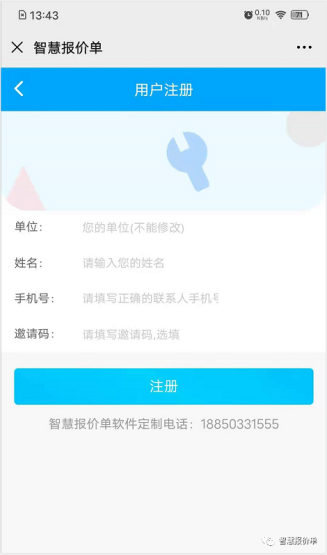 13:43
0.10
KB/s
智慧报价单
用户注册
单位: 您的单位(不能修改)
姓名: 请输入您的姓名
手机号: 请填写正确的联系人手机号
邀请码: 请填写邀请码,选填
注册
智慧报价单软件定制电话：18850331555
智慧报价单